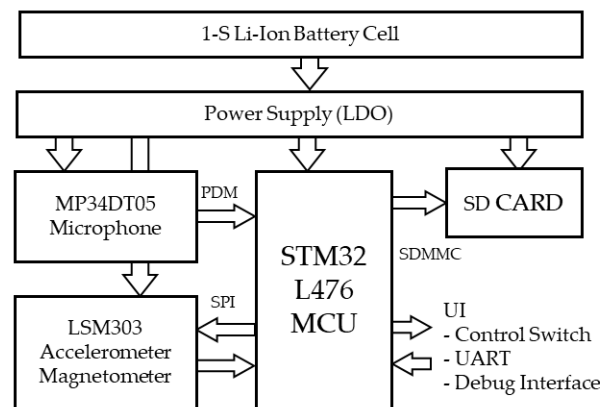 1-S Li-Ion Battery Cell
Power Supply (LDO)
MP34DT05
Microphone
PDM
STM32
L476
MCU
SD CARD
SDMMC
SPI
LSM303
Accelerometer
Magnetometer
UI
- Control Switch
- UART
- Debug Interface